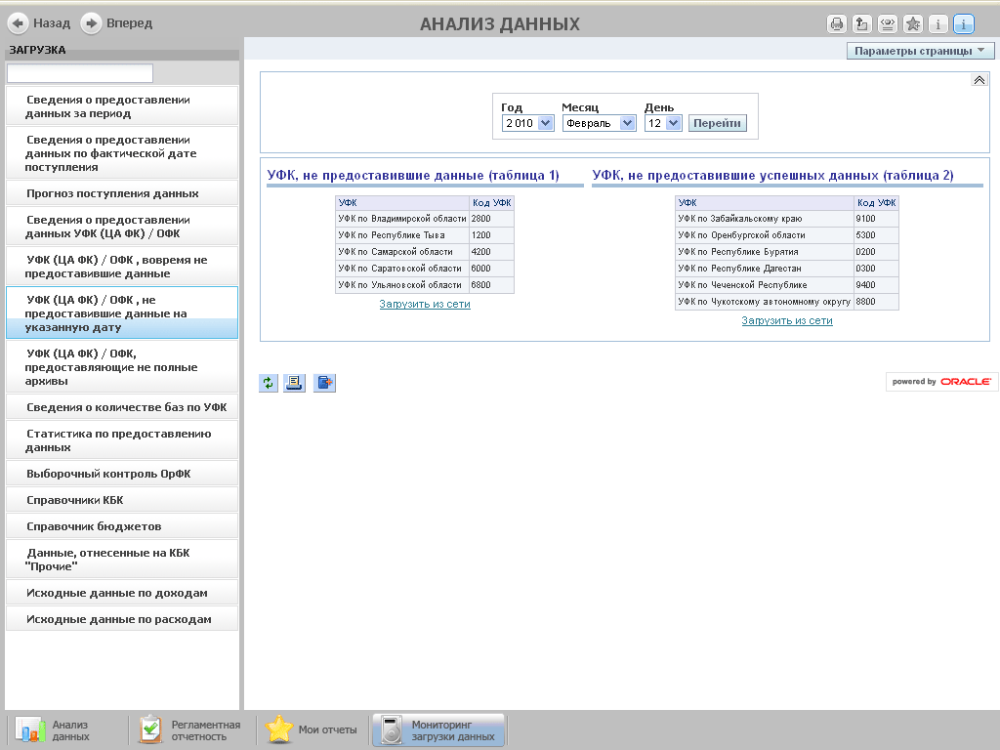 Назад Вперед АНАЛИЗ ДАННЫХ
ЗАГРУЗКА
Параметры страницы
Сведения о предоставлении
данных за период
Сведения о предоставлении
данных по фактической дате
поступления
Прогноз поступления данных
Сведения о предоставлении
данных УФК (ЦА ФК) / ОФК
УФК (ЦА ФК) / ОФК , вовремя не
предоставившие данные
УФК (ЦА ФК) / ОФК , не
предоставившие данные на
указанную дату
УФК (ЦА ФК) / ОФК,
предоставляющие не полные
архивы
Сведения о количестве баз по УФК
Статистика по предоставлению
данных
Выборочный контроль ОрФК
Справочники КБК
Справочник бюджетов
Данные, отнесенные на КБК
"Прочие"
Исходные данные по доходам
Исходные данные по расходам
Год Месяц День
2 010 Февраль 12 Перейти
УФК, не предоставившие данные (таблица 1)
УФК Код УФК
УФК по Владимирской области 2800
УФК по Республике Тыва 1200
УФК по Самарской области 4200
УФК по Саратовской области 6000
УФК по Ульяновской области 6800
Загрузить из сети
УФК, не предоставившие успешных данных (таблица 2)
УФК Код УФК
УФК по Забайкальскому краю 9100
УФК по Оренбургской области 5300
УФК по Республике Бурятия 0200
УФК по Республике Дагестан 0300
УФК по Чеченской Республике 9400
УФК по Чукотскому автономному округу 8800
Загрузить из сети
powered by ORACLE
Анализ
данных
Регламентная
отчетность
Мои отчеты
Мониторинг
загрузки данных